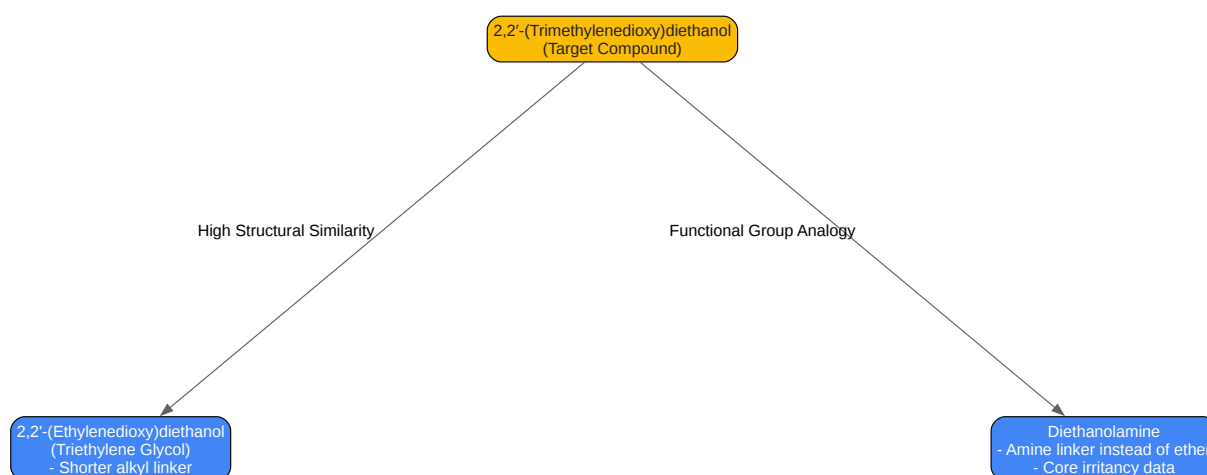 2,2′-(Trimethylenedioxy)diethanol
(Target Compound)
High Structural Similarity
Functional Group Analogy
2,2'-(Ethylenedioxy)diethanol
(Triethylene Glycol)
- Shorter alkyl linker
Diethanolamine
- Amine linker instead of ether
- Core irritancy data